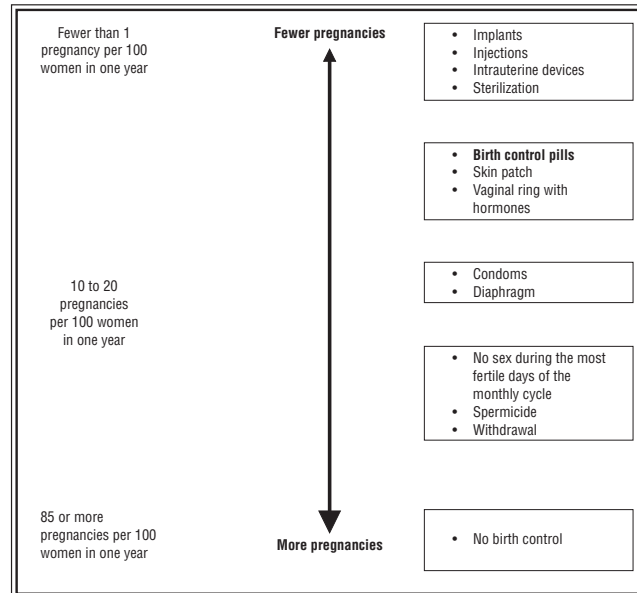 Fewer than 1
pregnancy per 100
women in one year
Fewer pregnancies
• Implants
• Injections
• Intrauterine devices
• Sterilization
• Birth control pills
• Skin patch
• Vaginal ring with
hormones
10 to 20
pregnancies
per 100 women
in one year
• Condoms
• Diaphragm
• No sex during the most
fertile days of the
monthly cycle
• Spermicide
• Withdrawal
85 or more
pregnancies per 100
women in one year
More pregnancies
• No birth control